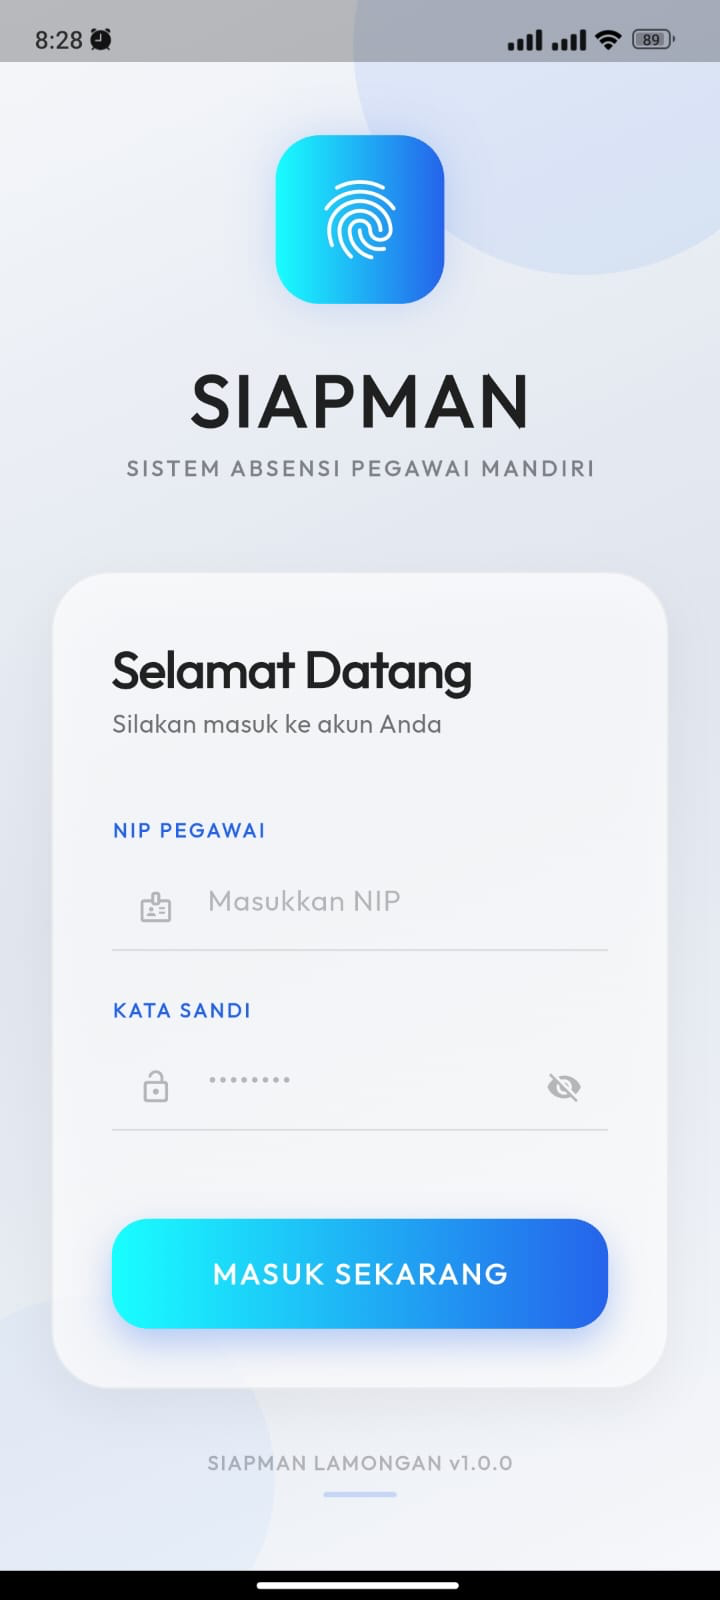 8:28
89
SIAPMAN
SISTEM ABSENSI PEGAWAI MANDIRI
Selamat Datang
Silakan masuk ke akun Anda
NIP PEGAWAI
Masukkan NIP
KATA SANDI
••••••••
MASUK SEKARANG
SIAPMAN LAMONGAN v1.0.0